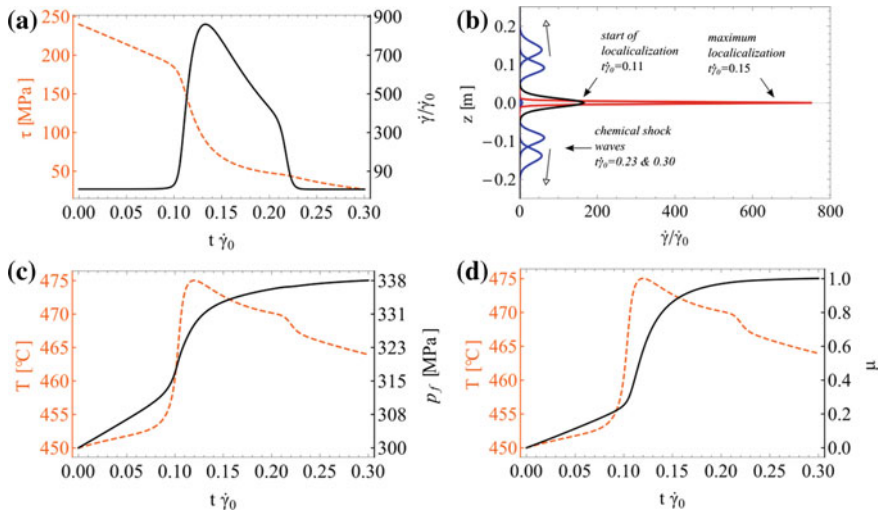 (a)
250
200
150
100
50
τ [MPa]
900
700
500
300
90
γ̇/γ̇0
0.00 0.05 0.10 0.15 0.20 0.25 0.30
t γ̇0
(b)
0.2
0.1
0.0
-0.1
-0.2
z [m]
start of
localicalization
tγ̇0=0.11
maximum
localicalization
tγ̇0=0.15
chemical shock
waves
tγ̇0=0.23 & 0.30
0 200 400 600 800
γ̇/γ̇0
(c)
475
470
465
460
455
450
T [°C]
338
331
323
315
308
300
pf [MPa]
0.00 0.05 0.10 0.15 0.20 0.25 0.30
t γ̇0
(d)
475
470
465
460
455
450
T [°C]
1.0
0.8
0.6
0.4
0.2
0.0
μ
0.00 0.05 0.10 0.15 0.20 0.25 0.30
t γ̇0